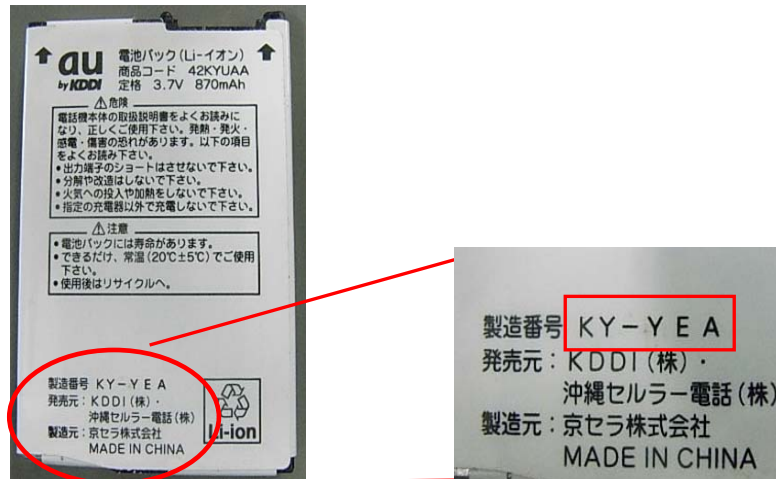 au 電池パック(Li-イオン)
商品コード 42KYUAA
by KDDI 定格 3.7V 870mAh
⚠危険
電話機本体の取扱説明書をよくお読みに
なり、正しくご使用下さい。発熱・発火・
感電・傷害の恐れがあります。以下の項目
をよくお読み下さい。
•出力端子のショートはさせないで下さい。
•分解や改造はしないで下さい。
•火気への投入や加熱をしないで下さい。
•指定の充電器以外で充電しないで下さい。
⚠注意
•電池パックには寿命があります。
•できるだけ、常温(20℃±5℃)でご使用
下さい。
•使用後はリサイクルへ。
製造番号 KY-YEA
発売元:KDDI(株)・
沖縄セルラー電話(株)
製造元:京セラ株式会社
MADE IN CHINA
Li-ion
製造番号 KY-YEA
発売元:KDDI(株)・
沖縄セルラー電話(株)
製造元:京セラ株式会社
MADE IN CHINA